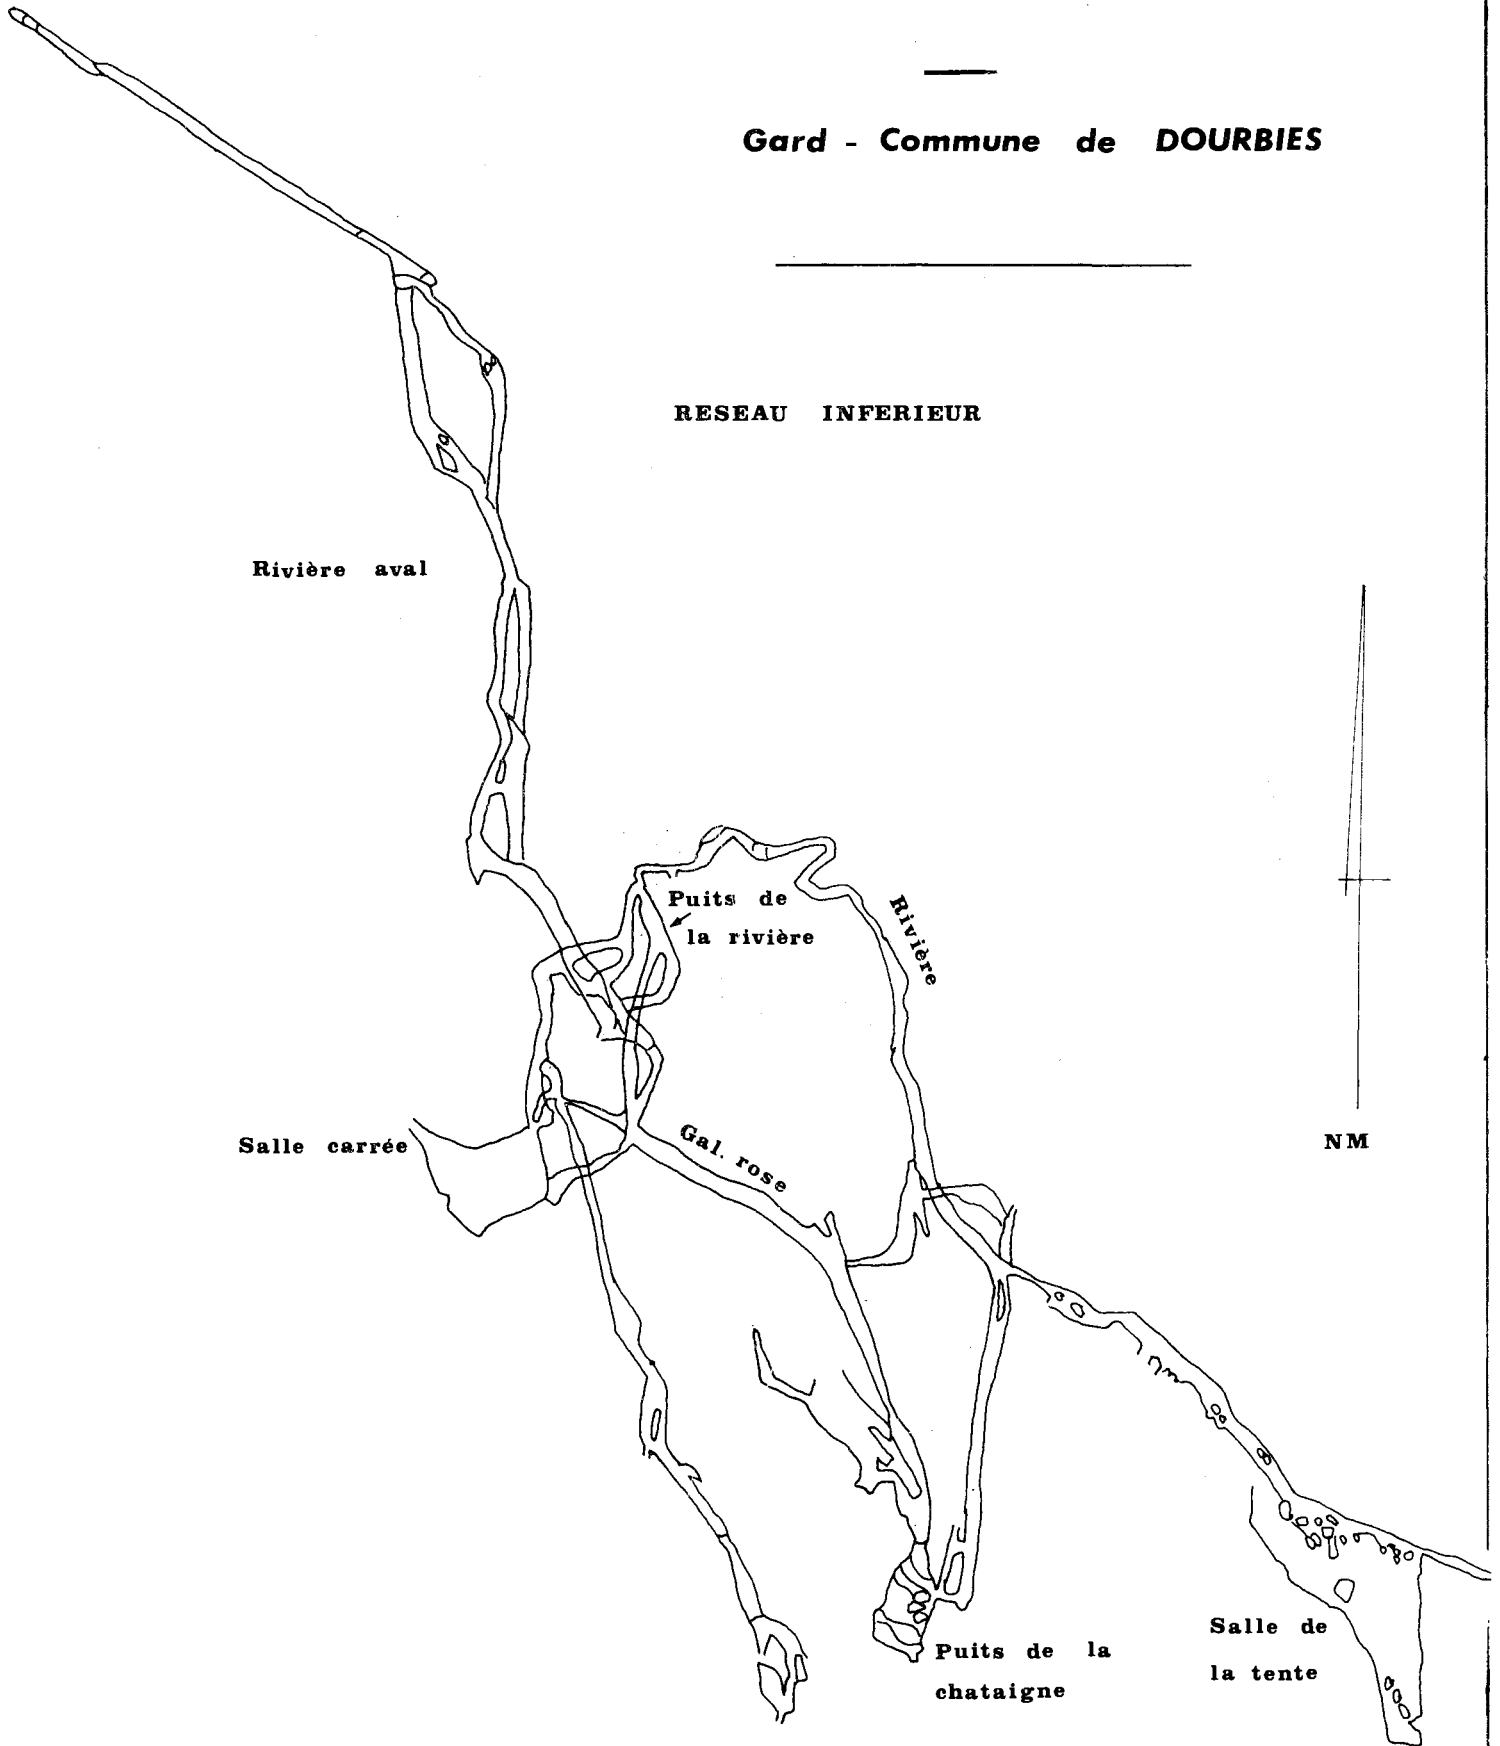 Gard - Commune de DOURBIES
RESEAU INFERIEUR
Rivière aval
Puits de
la rivière
Rivière
Salle carrée
Gal. rose
NM
Puits de la
chataigne
Salle de
la tente